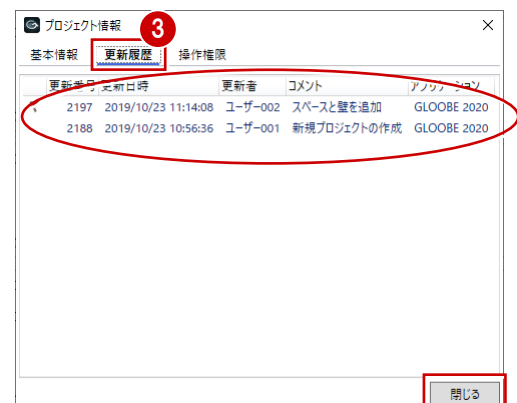 プロジェクト情報
3
基本情報 更新履歴 操作権限
更新番号 更新日時 更新者 コメント アプリケーション
2197 2019/10/23 11:14:08 ユーザー002 スペースと壁を追加 GLOOBE 2020
2188 2019/10/23 10:56:36 ユーザー001 新規プロジェクトの作成 GLOOBE 2020
閉じる